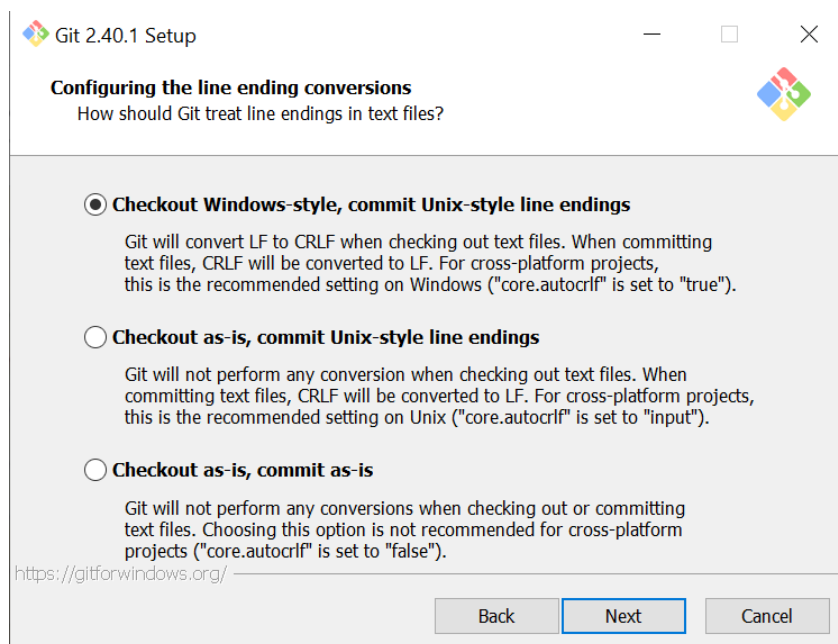 Git 2.40.1 Setup
Configuring the line ending conversions
How should Git treat line endings in text files?
Checkout Windows-style, commit Unix-style line endings
Git will convert LF to CRLF when checking out text files. When committing
text files, CRLF will be converted to LF. For cross-platform projects,
this is the recommended setting on Windows ("core.autocrlf" is set to "true").
Checkout as-is, commit Unix-style line endings
Git will not perform any conversion when checking out text files. When
committing text files, CRLF will be converted to LF. For cross-platform projects,
this is the recommended setting on Unix ("core.autocrlf" is set to "input").
Checkout as-is, commit as-is
Git will not perform any conversions when checking out or committing
text files. Choosing this option is not recommended for cross-platform
projects ("core.autocrlf" is set to "false").
https://gitforwindows.org/
Back Next Cancel